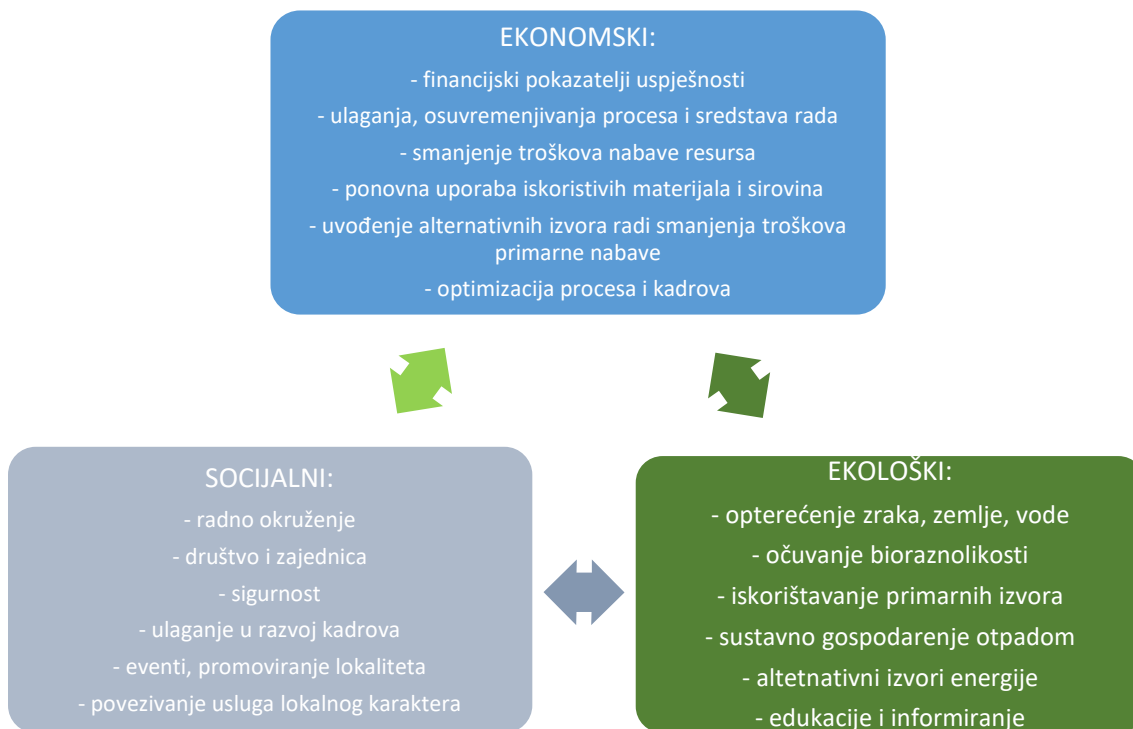 EKONOMSKI:
- financijski pokazatelji uspješnosti
- ulaganja, osuvremenjivanja procesa i sredstava rada
- smanjenje troškova nabave resursa
- ponovna uporaba iskoristivih materijala i sirovina
- uvođenje alternativnih izvora radi smanjenja troškova
primarne nabave
- optimizacija procesa i kadrova
SOCIJALNI:
- radno okruženje
- društvo i zajednica
- sigurnost
- ulaganje u razvoj kadrova
- eventi, promoviranje lokaliteta
- povezivanje usluga lokalnog karaktera
EKOLOŠKI:
- opterećenje zraka, zemlje, vode
- očuvanje bioraznolikosti
- iskorištavanje primarnih izvora
- sustavno gospodarenje otpadom
- altetnativni izvori energije
- edukacije i informiranje